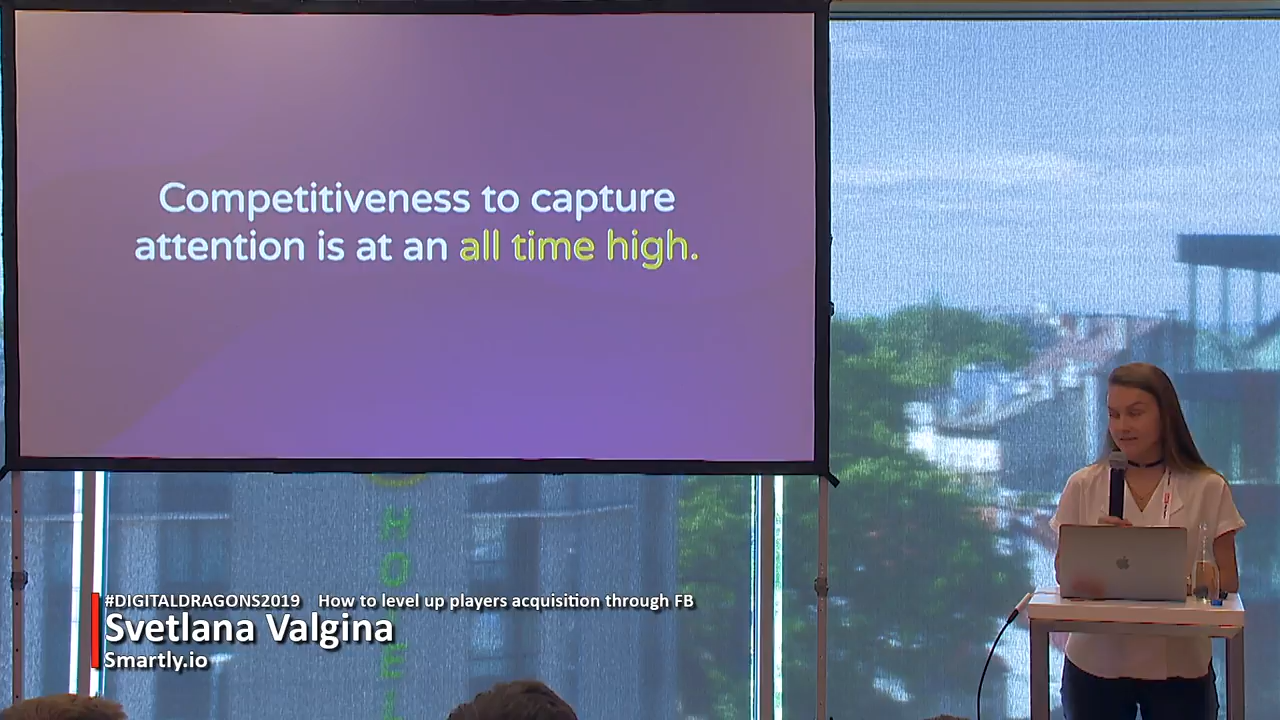 Competitiveness to capture
attention is at an all time high.
#DIGITALDRAGONS2019 How to level up players acquisition through FB
Svetlana Valgina
Smartly.io